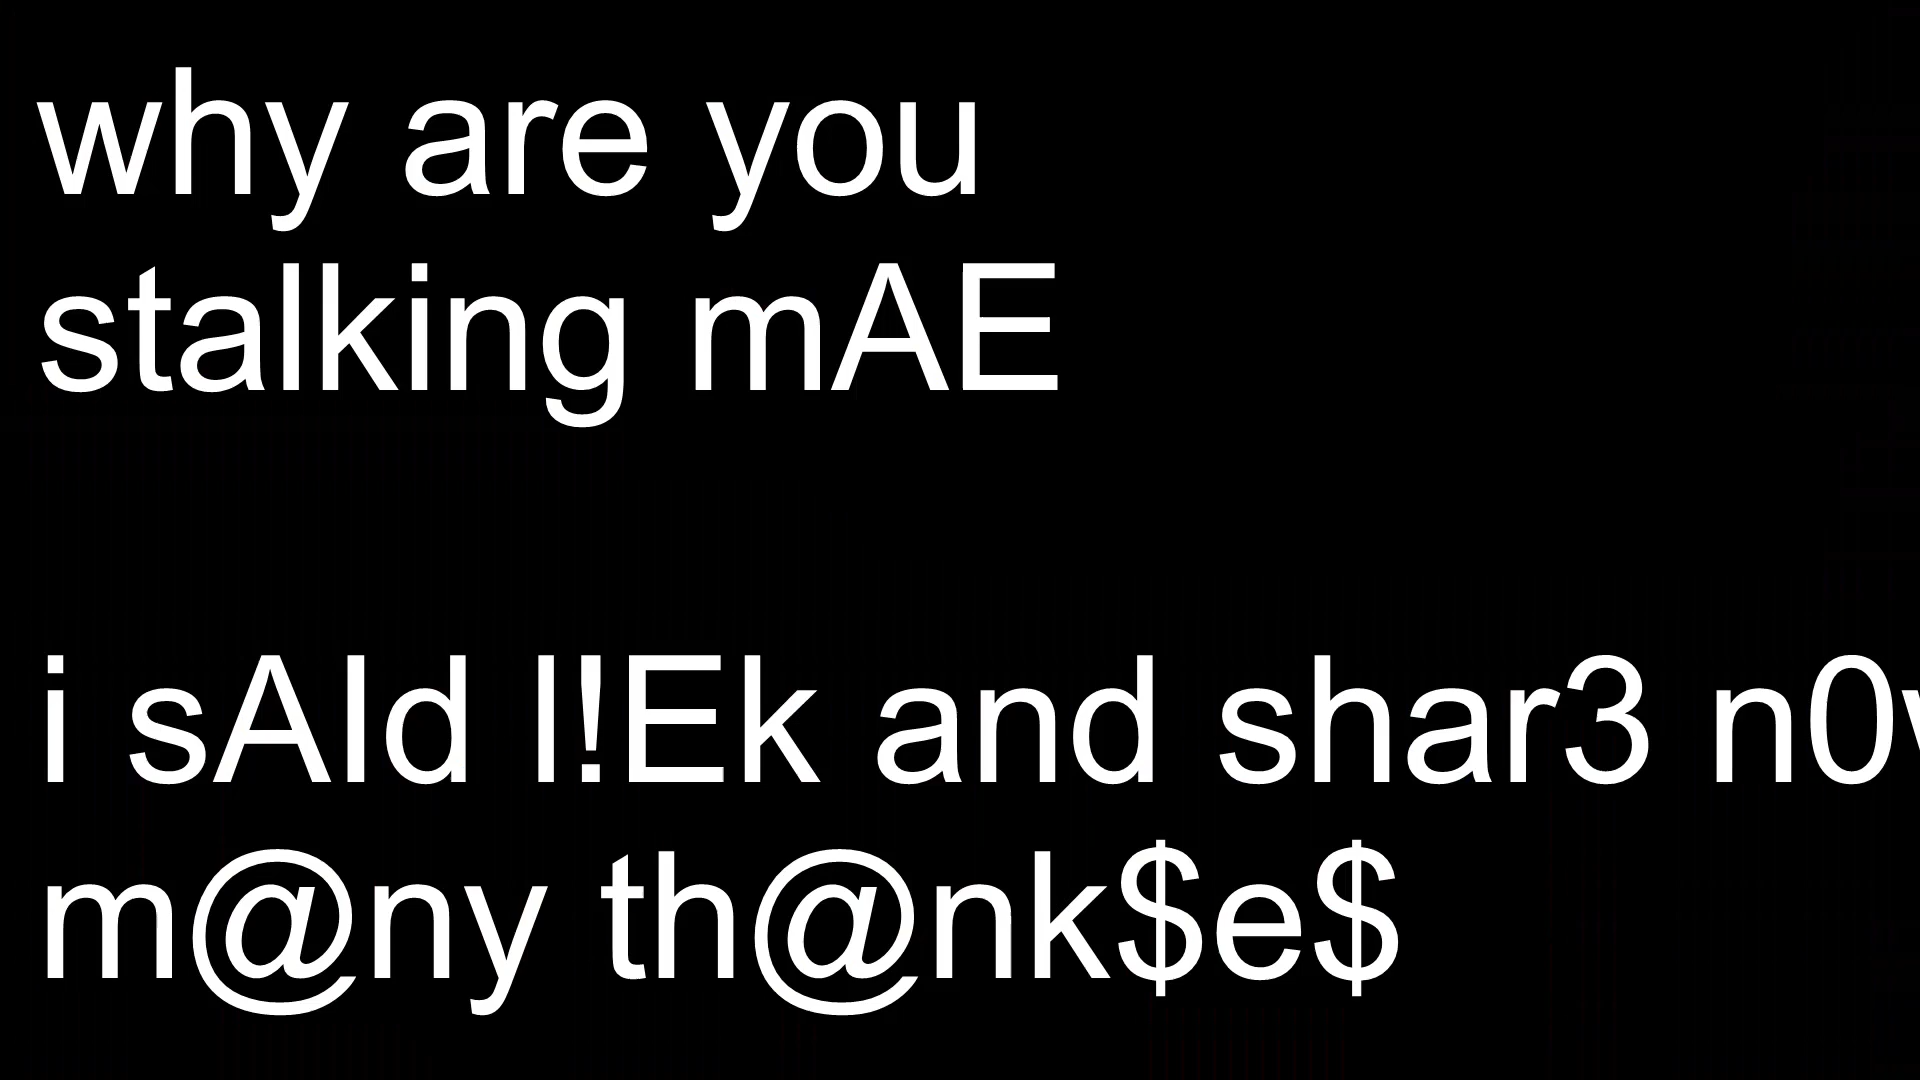 why are you
stalking mAE
i sAId l!Ek and shar3 n0
m@ny th@nk$e$